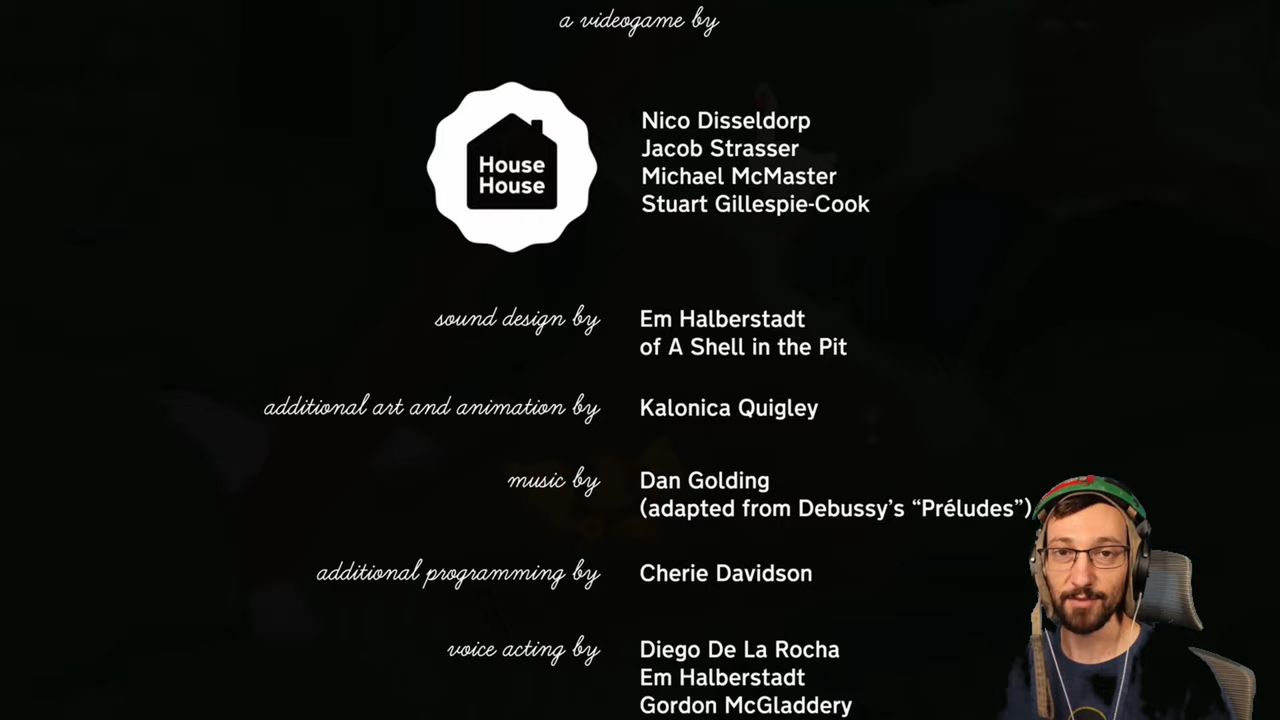 a videogame by
House
House
Nico Disseldorp
Jacob Strasser
Michael McMaster
Stuart Gillespie-Cook
sound design by
Em Halberstadt
of A Shell in the Pit
additional art and animation by
Kalonica Quigley
music by
Dan Golding
(adapted from Debussy's “Préludes”)
additional programming by
Cherie Davidson
voice acting by
Diego De La Rocha
Em Halberstadt
Gordon McGladdery